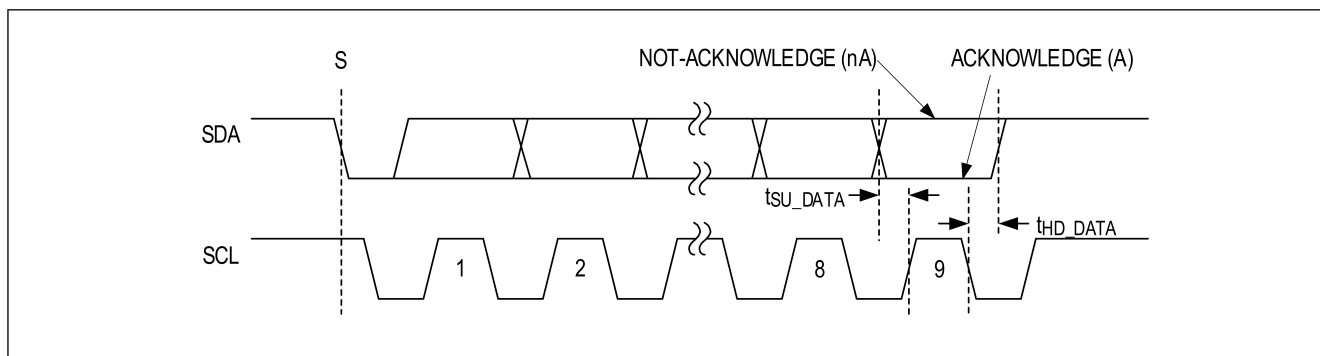 S
NOT-ACKNOWLEDGE (nA)
ACKNOWLEDGE (A)
SDA
tSU_DATA
tHD_DATA
SCL
1
2
8
9